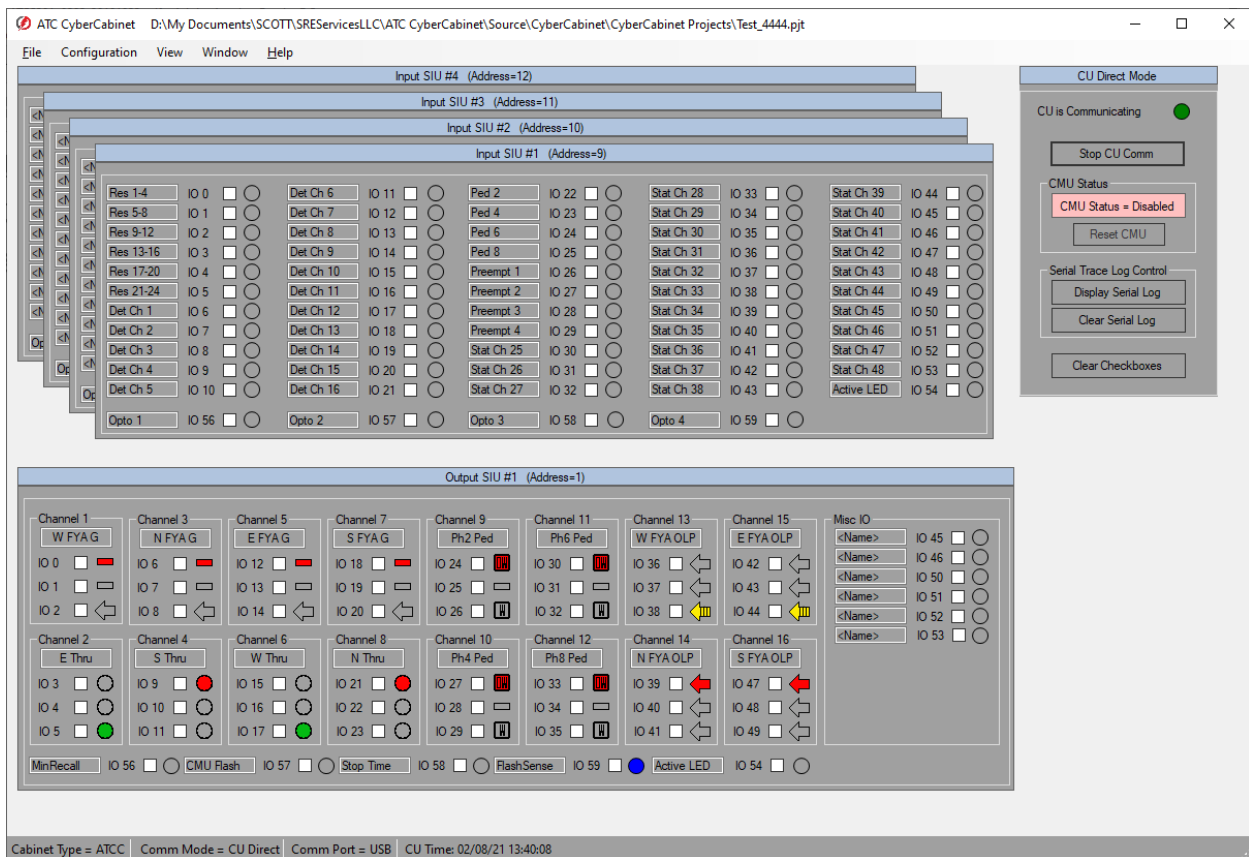 ATC CyberCabinet D:\My Documents\SCOTT\SREServicesLLC\ATC CyberCabinet\Source\CyberCabinet\CyberCabinet Projects\Test_4444.pjt
File Configuration View Window Help
Input SIU #4 (Address=12)
Input SIU #3 (Address=11)
Input SIU #2 (Address=10)
Input SIU #1 (Address=9)
Res 1-4 IO 0 Det Ch 6 IO 11 Ped 2 IO 22 Stat Ch 28 IO 33 Stat Ch 39 IO 44
Res 5-8 IO 1 Det Ch 7 IO 12 Ped 4 IO 23 Stat Ch 29 IO 34 Stat Ch 40 IO 45
Res 9-12 IO 2 Det Ch 8 IO 13 Ped 6 IO 24 Stat Ch 30 IO 35 Stat Ch 41 IO 46
Res 13-16 IO 3 Det Ch 9 IO 14 Ped 8 IO 25 Stat Ch 31 IO 36 Stat Ch 42 IO 47
Res 17-20 IO 4 Det Ch 10 IO 15 Preempt 1 IO 26 Stat Ch 32 IO 37 Stat Ch 43 IO 48
Res 21-24 IO 5 Det Ch 11 IO 16 Preempt 2 IO 27 Stat Ch 33 IO 38 Stat Ch 44 IO 49
Det Ch 1 IO 6 Det Ch 12 IO 17 Preempt 3 IO 28 Stat Ch 34 IO 39 Stat Ch 45 IO 50
Det Ch 2 IO 7 Det Ch 13 IO 18 Preempt 4 IO 29 Stat Ch 35 IO 40 Stat Ch 46 IO 51
Det Ch 3 IO 8 Det Ch 14 IO 19 Stat Ch 25 IO 30 Stat Ch 36 IO 41 Stat Ch 47 IO 52
Det Ch 4 IO 9 Det Ch 15 IO 20 Stat Ch 26 IO 31 Stat Ch 37 IO 42 Stat Ch 48 IO 53
Det Ch 5 IO 10 Det Ch 16 IO 21 Stat Ch 27 IO 32 Stat Ch 38 IO 43 Active LED IO 54
Opto 1 IO 56 Opto 2 IO 57 Opto 3 IO 58 Opto 4 IO 59
CU Direct Mode
CU is Communicating
Stop CU Comm
CMU Status
CMU Status = Disabled
Reset CMU
Serial Trace Log Control
Display Serial Log
Clear Serial Log
Clear Checkboxes
Output SIU #1 (Address=1)
Channel 1 Channel 3 Channel 5 Channel 7 Channel 9 Channel 11 Channel 13 Channel 15 Misc IO
W FYA G N FYA G E FYA G S FYA G Ph2 Ped Ph6 Ped W FYA OLP E FYA OLP <Name> IO 45
IO 0 IO 6 IO 12 IO 18 IO 24 DW IO 30 DW IO 36 IO 42 <Name> IO 46
IO 1 IO 7 IO 13 IO 19 IO 25 IO 31 IO 37 IO 43 <Name> IO 50
IO 2 IO 8 IO 14 IO 20 IO 26 W IO 32 W IO 38 IO 44 <Name> IO 51
<Name> IO 52
<Name> IO 53
Channel 2 Channel 4 Channel 6 Channel 8 Channel 10 Channel 12 Channel 14 Channel 16
E Thru S Thru W Thru N Thru Ph4 Ped Ph8 Ped N FYA OLP S FYA OLP
IO 3 IO 9 IO 15 IO 21 IO 27 DW IO 33 DW IO 39 IO 47
IO 4 IO 10 IO 16 IO 22 IO 28 IO 34 IO 40 IO 48
IO 5 IO 11 IO 17 IO 23 IO 29 W IO 35 W IO 41 IO 49
MinRecall IO 56 CMU Flash IO 57 Stop Time IO 58 FlashSense IO 59 Active LED IO 54
Cabinet Type = ATCC Comm Mode = CU Direct Comm Port = USB CU Time: 02/08/21 13:40:08